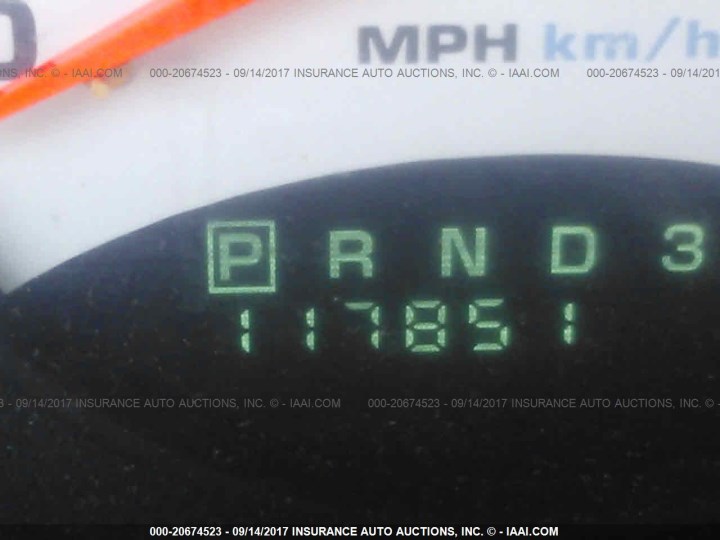 MPH km/h
NS, INC. © - IAAI.COM 000-20674523 - 09/14/2017 INSURANCE AUTO AUCTIONS, INC. © - IAAI.COM 000-20674523 - 09/14/201
P R N D 3
117851
3 - 09/14/2017 INSURANCE AUTO AUCTIONS, INC. © - IAAI.COM 000-20674523 - 09/14/2017 INSURANCE AUTO AUCTIONS, INC. © -
000-20674523 - 09/14/2017 INSURANCE AUTO AUCTIONS, INC. © - IAAI.COM